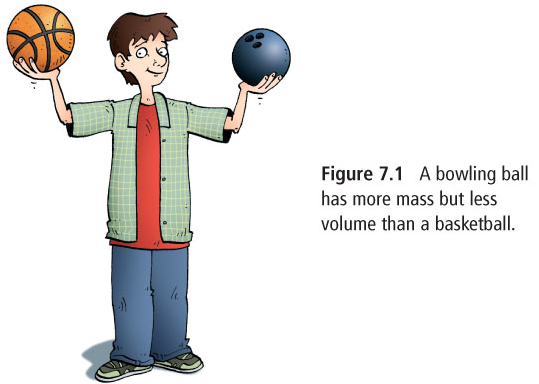 Figure 7.1 A bowling ball
has more mass but less
volume than a basketball.